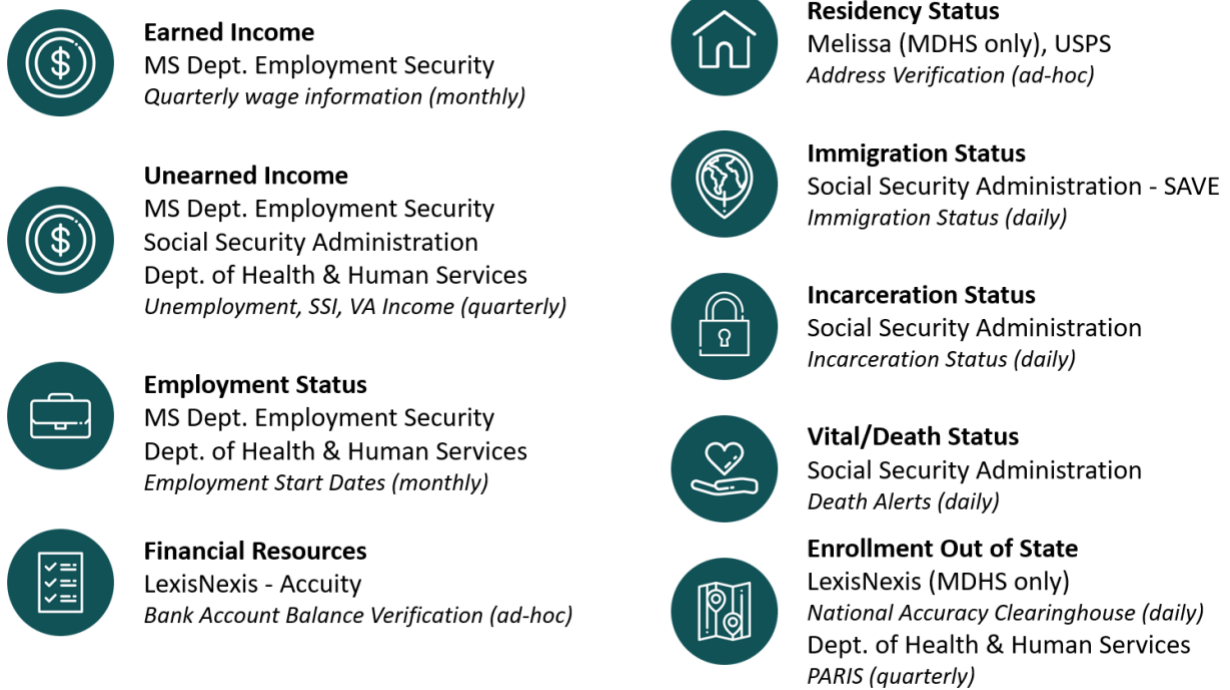 Earned Income
MS Dept. Employment Security
Quarterly wage information (monthly)
Unearned Income
MS Dept. Employment Security
Social Security Administration
Dept. of Health & Human Services
Unemployment, SSI, VA Income (quarterly)
Employment Status
MS Dept. Employment Security
Dept. of Health & Human Services
Employment Start Dates (monthly)
Financial Resources
LexisNexis - Accuity
Bank Account Balance Verification (ad-hoc)
Residency Status
Melissa (MDHS only), USPS
Address Verification (ad-hoc)
Immigration Status
Social Security Administration - SAVE
Immigration Status (daily)
Incarceration Status
Social Security Administration
Incarceration Status (daily)
Vital/Death Status
Social Security Administration
Death Alerts (daily)
Enrollment Out of State
LexisNexis (MDHS only)
National Accuracy Clearinghouse (daily)
Dept. of Health & Human Services
PARIS (quarterly)